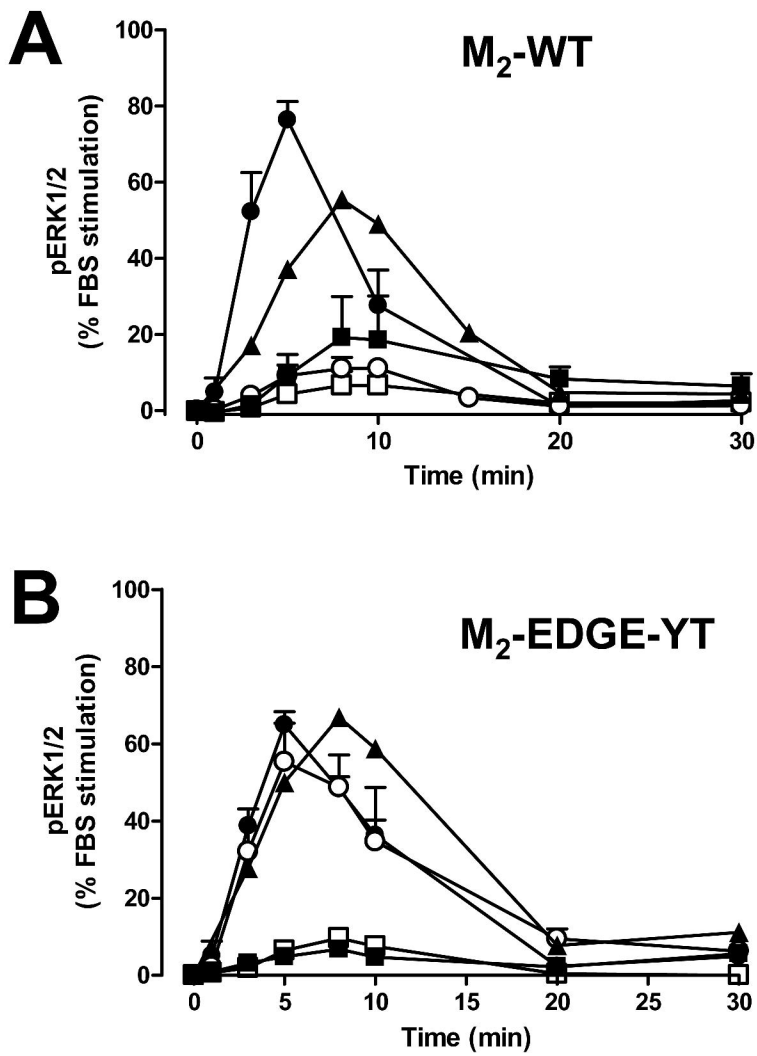 A
M₂-WT
pERK1/2
(% FBS stimulation)
100
80
60
40
20
0
0 10 20 30
Time (min)
B
M₂-EDGE-YT
pERK1/2
(% FBS stimulation)
100
80
60
40
20
0
0 5 10 15 20 25 30
Time (min)